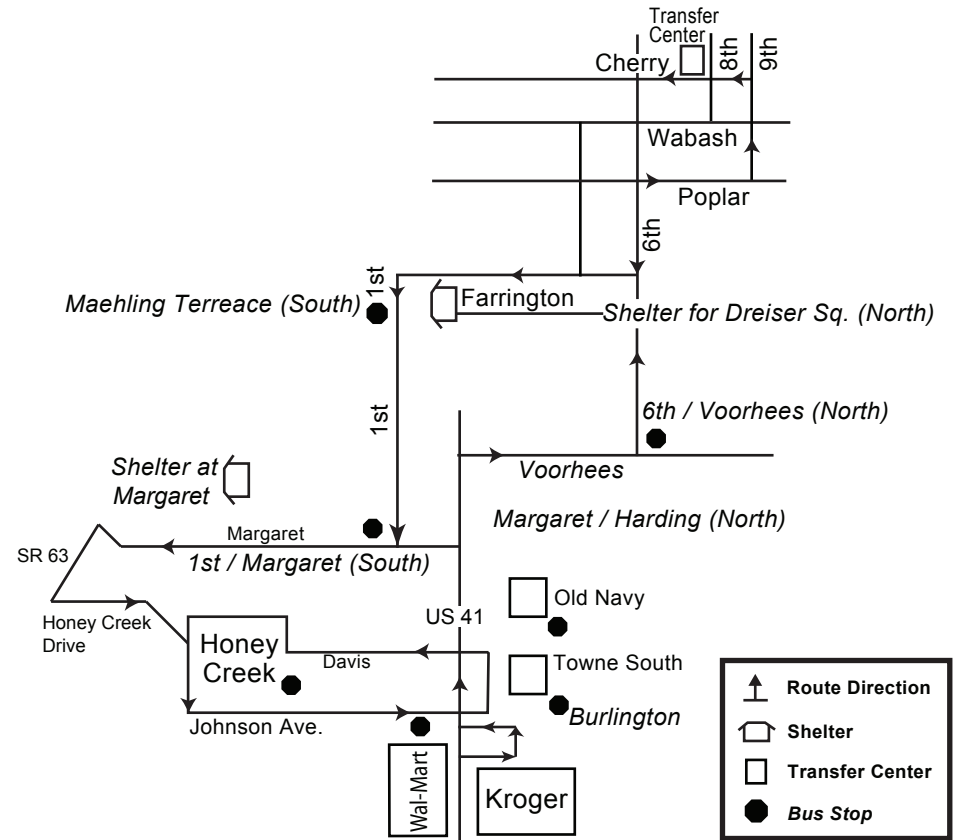 Transfer
Center
Cherry
8th
9th
Wabash
Poplar
6th
1st
Maehling Terreace (South)
Farrington
Shelter for Dreiser Sq. (North)
1st
6th / Voorhees (North)
Voorhees
Shelter at
Margaret
Margaret / Harding (North)
Margaret
1st / Margaret (South)
SR 63
Old Navy
US 41
Honey Creek
Drive
Honey
Creek
Davis
Towne South
Burlington
Johnson Ave.
Wal-Mart
Kroger
Route Direction
Shelter
Transfer Center
Bus Stop